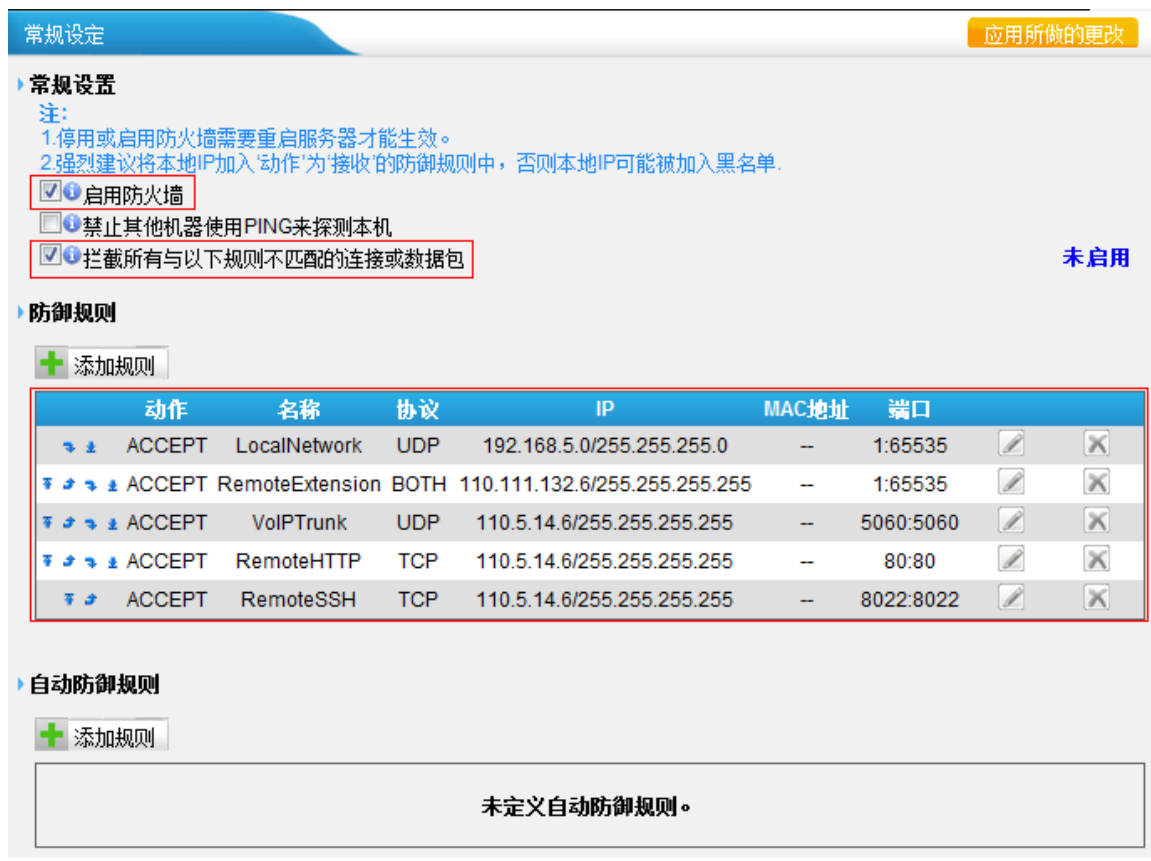 常规设定
应用所做的更改
常规设置
注:
1.停用或启用防火墙需要重启服务器才能生效。
2.强烈建议将本地IP加入'动作'为'接收'的防御规则中，否则本地IP可能被加入黑名单.
启用防火墙
禁止其他机器使用PING来探测本机
拦截所有与以下规则不匹配的连接或数据包
未启用
防御规则
添加规则
动作 名称 协议 IP MAC地址 端口
ACCEPT LocalNetwork UDP 192.168.5.0/255.255.255.0 -- 1:65535
ACCEPT RemoteExtension BOTH 110.111.132.6/255.255.255.255 -- 1:65535
ACCEPT VoIPTrunk UDP 110.5.14.6/255.255.255.255 -- 5060:5060
ACCEPT RemoteHTTP TCP 110.5.14.6/255.255.255.255 -- 80:80
ACCEPT RemoteSSH TCP 110.5.14.6/255.255.255.255 -- 8022:8022
自动防御规则
添加规则
未定义自动防御规则。